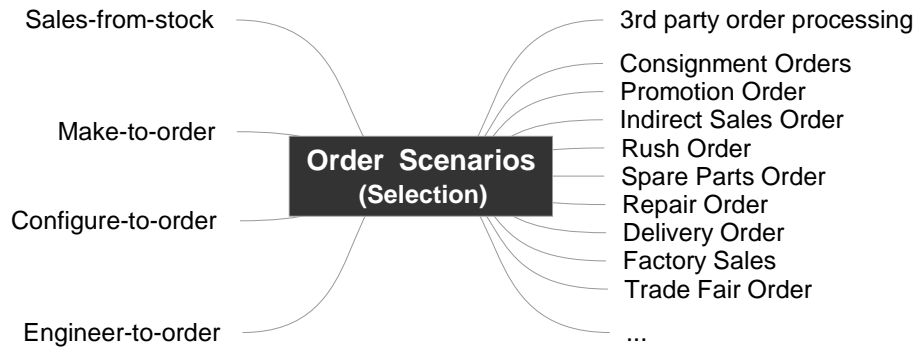 Sales-from-stock
Make-to-order
Configure-to-order
Engineer-to-order
Order Scenarios
(Selection)
3rd party order processing
Consignment Orders
Promotion Order
Indirect Sales Order
Rush Order
Spare Parts Order
Repair Order
Delivery Order
Factory Sales
Trade Fair Order
...